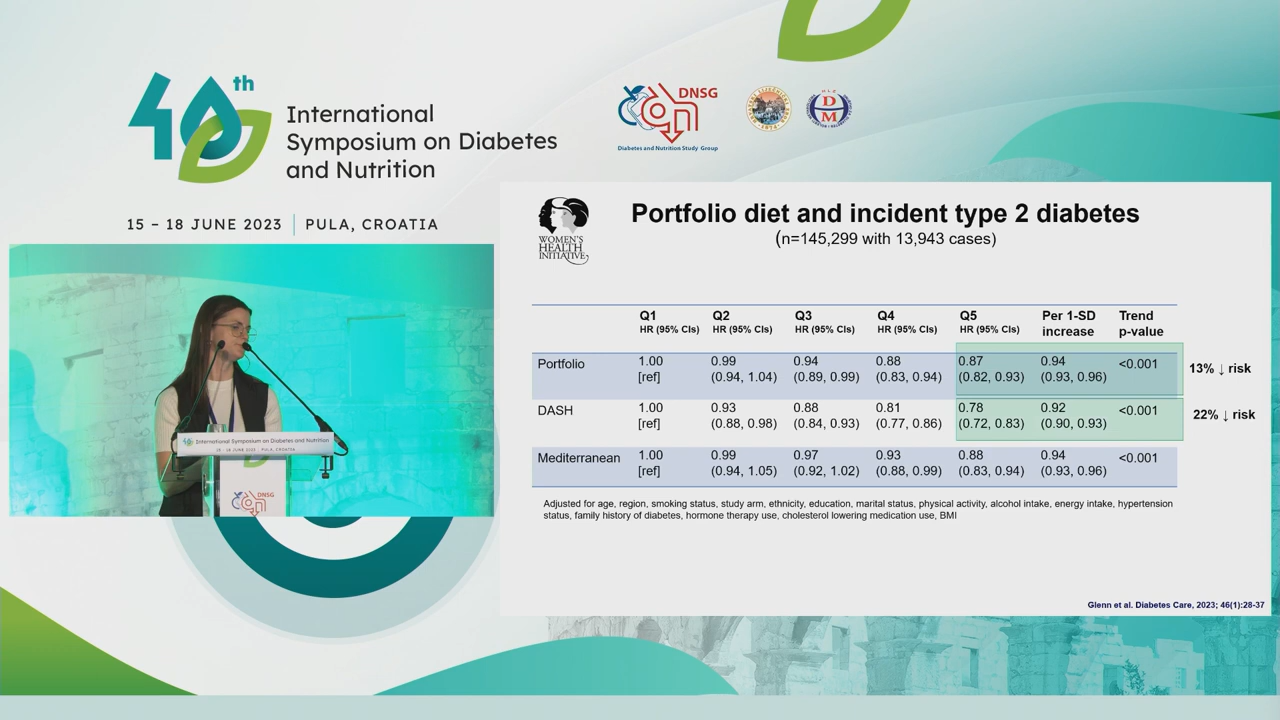 40th
International
Symposium on Diabetes
and Nutrition
15 – 18 JUNE 2023 | PULA, CROATIA
DNSG
Diabetes and Nutrition Study Group
D
M
WOMEN'S
HEALTH
INITIATIVE
Portfolio diet and incident type 2 diabetes
(n=145,299 with 13,943 cases)
Q1 Q2 Q3 Q4 Q5 Per 1-SD Trend
HR (95% CIs) HR (95% CIs) HR (95% CIs) HR (95% CIs) HR (95% CIs) increase p-value
Portfolio 1.00 0.99 0.94 0.88 0.87 0.94 <0.001
[ref] (0.94, 1.04) (0.89, 0.99) (0.83, 0.94) (0.82, 0.93) (0.93, 0.96)
13% ↓ risk
DASH 1.00 0.93 0.88 0.81 0.78 0.92 <0.001
[ref] (0.88, 0.98) (0.84, 0.93) (0.77, 0.86) (0.72, 0.83) (0.90, 0.93)
22% ↓ risk
Mediterranean 1.00 0.99 0.97 0.93 0.88 0.94 <0.001
[ref] (0.94, 1.05) (0.92, 1.02) (0.88, 0.99) (0.83, 0.94) (0.93, 0.96)
Adjusted for age, region, smoking status, study arm, ethnicity, education, marital status, physical activity, alcohol intake, energy intake, hypertension
status, family history of diabetes, hormone therapy use, cholesterol lowering medication use, BMI
Glenn et al. Diabetes Care, 2023; 46(1):28-37
International Symposium on Diabetes and Nutrition
15 - 18 JUNE 2023 | PULA, CROATIA
DNSG